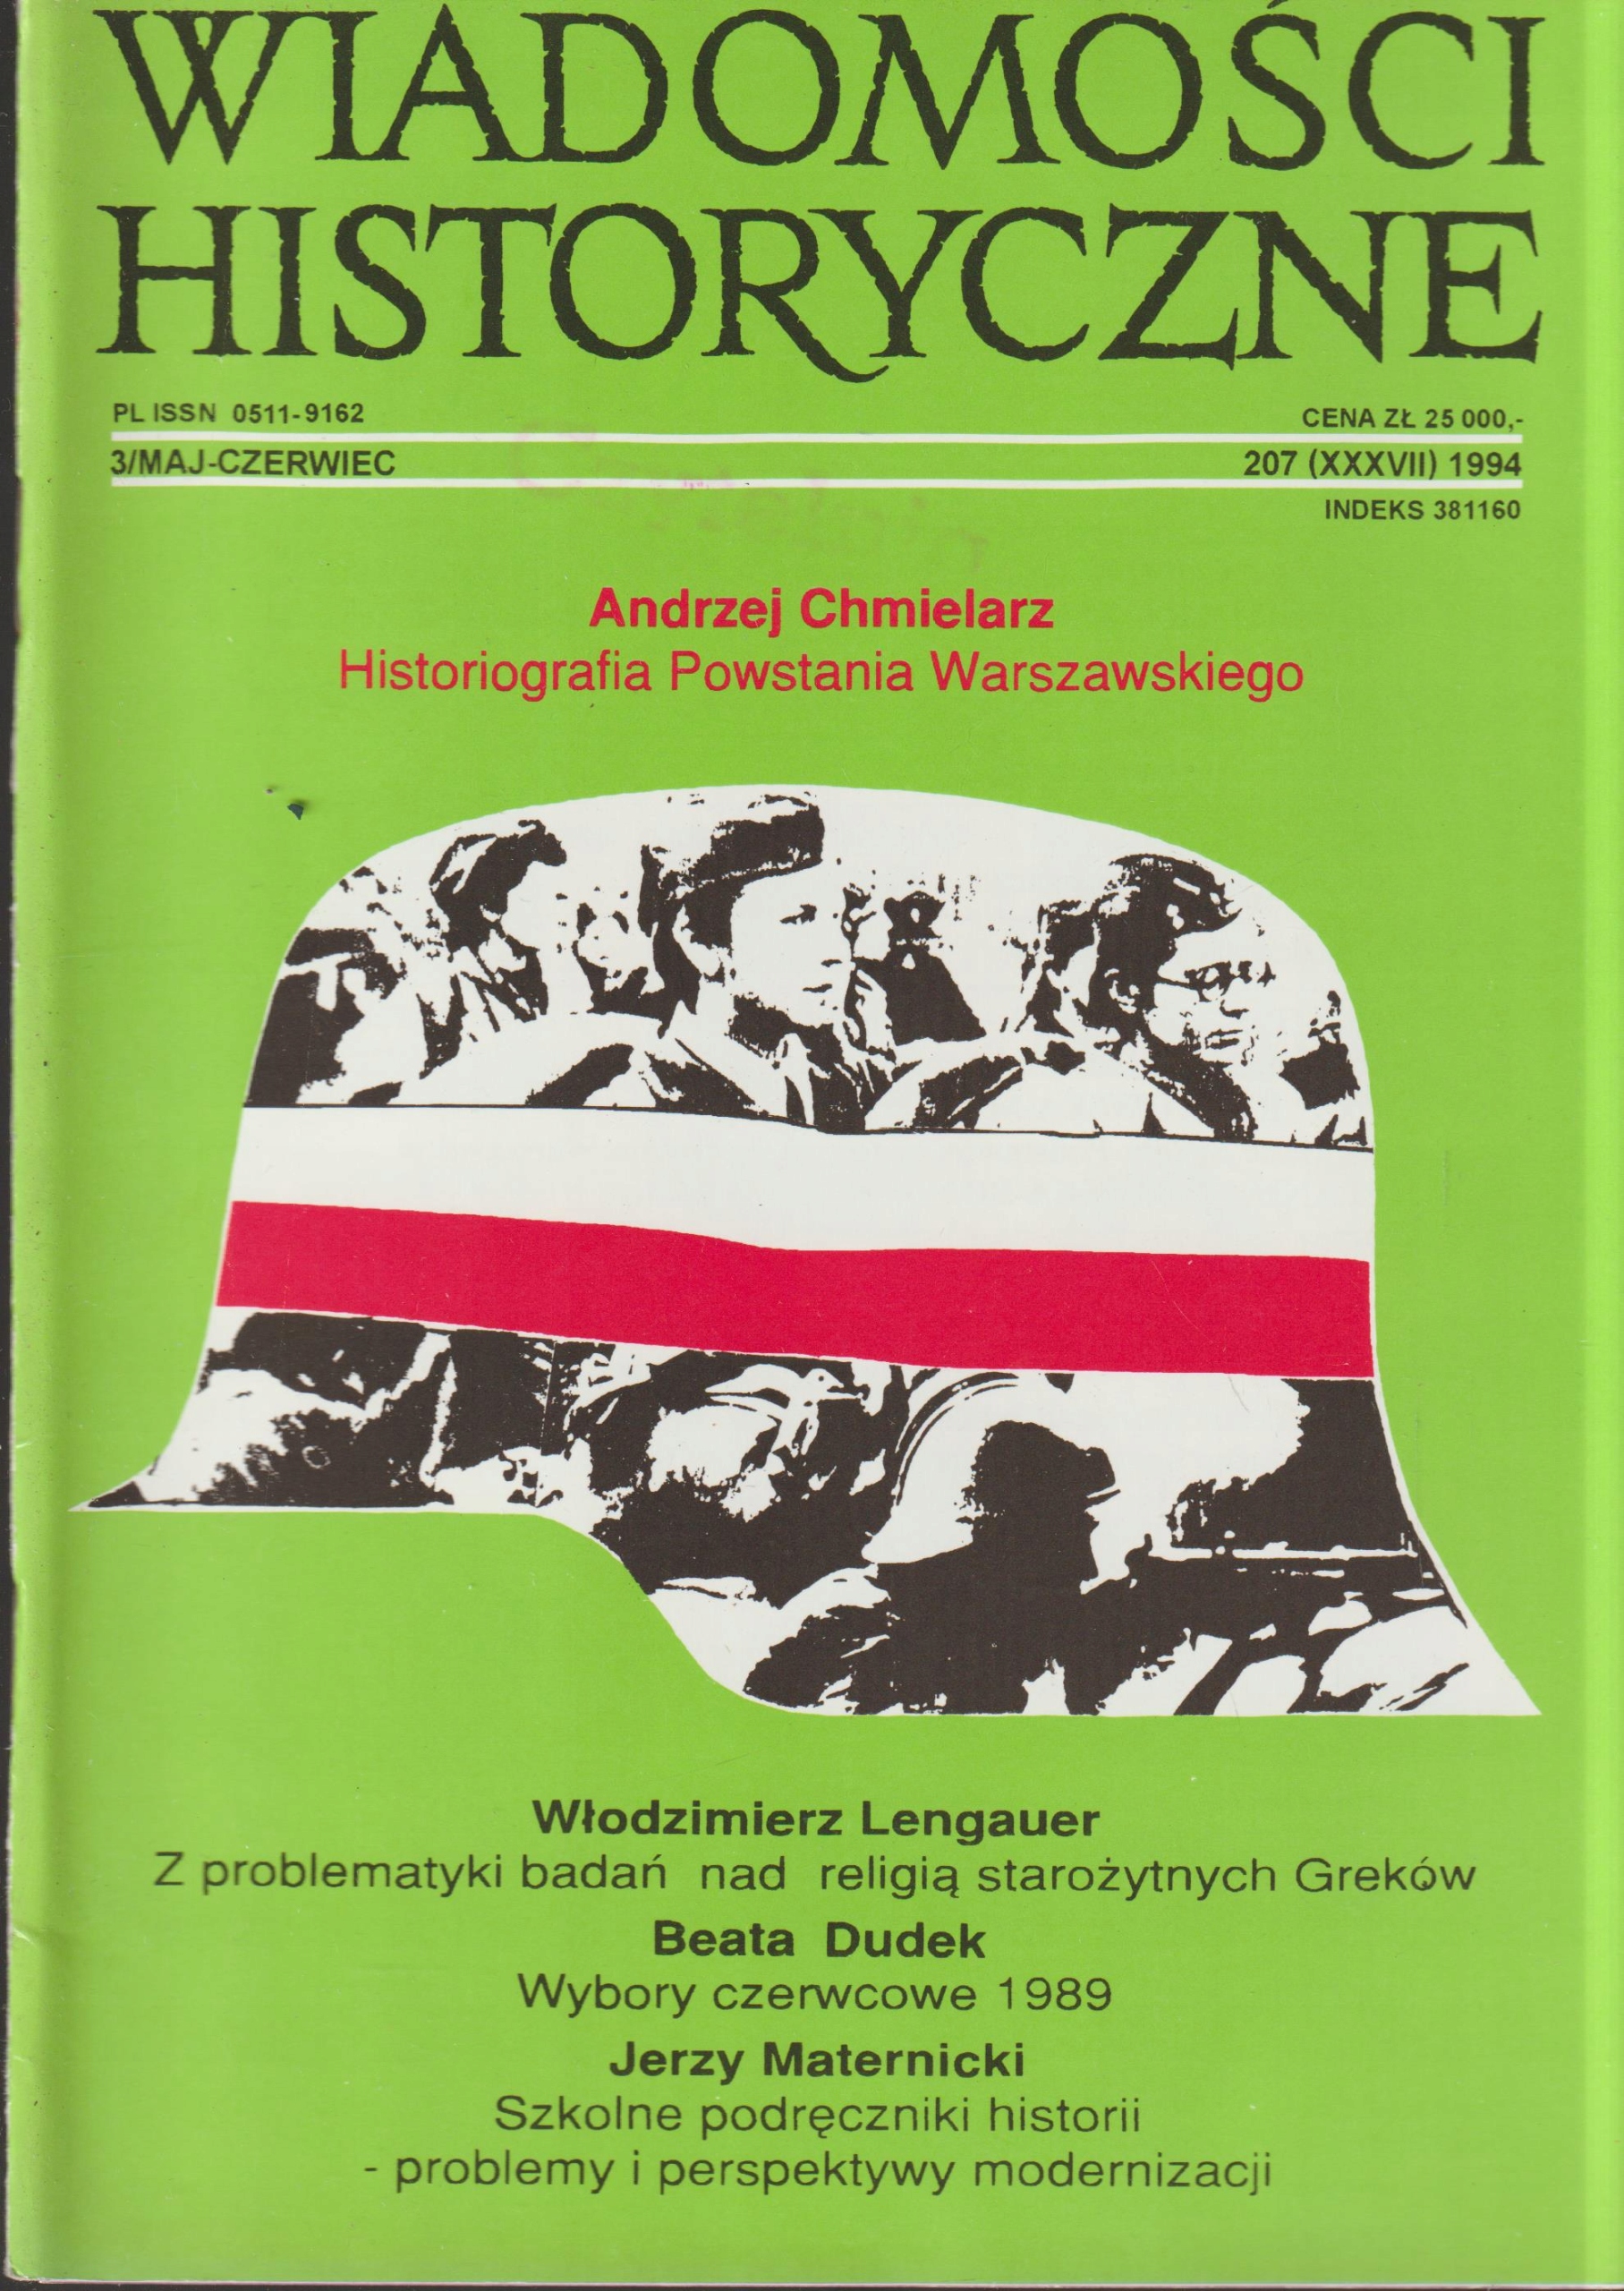 WIADOMOŚCI
HISTORYCZNE
PL ISSN 0511-9162
CENA ZŁ 25 000,-
3/MAJ-CZERWIEC
207 (XXXVII) 1994
INDEKS 381160
Andrzej Chmielarz
Historiografia Powstania Warszawskiego
Włodzimierz Lengauer
Z problematyki badań nad religią starożytnych Greków
Beata Dudek
Wybory czerwcowe 1989
Jerzy Maternicki
Szkolne podręczniki historii
- problemy i perspektywy modernizacji